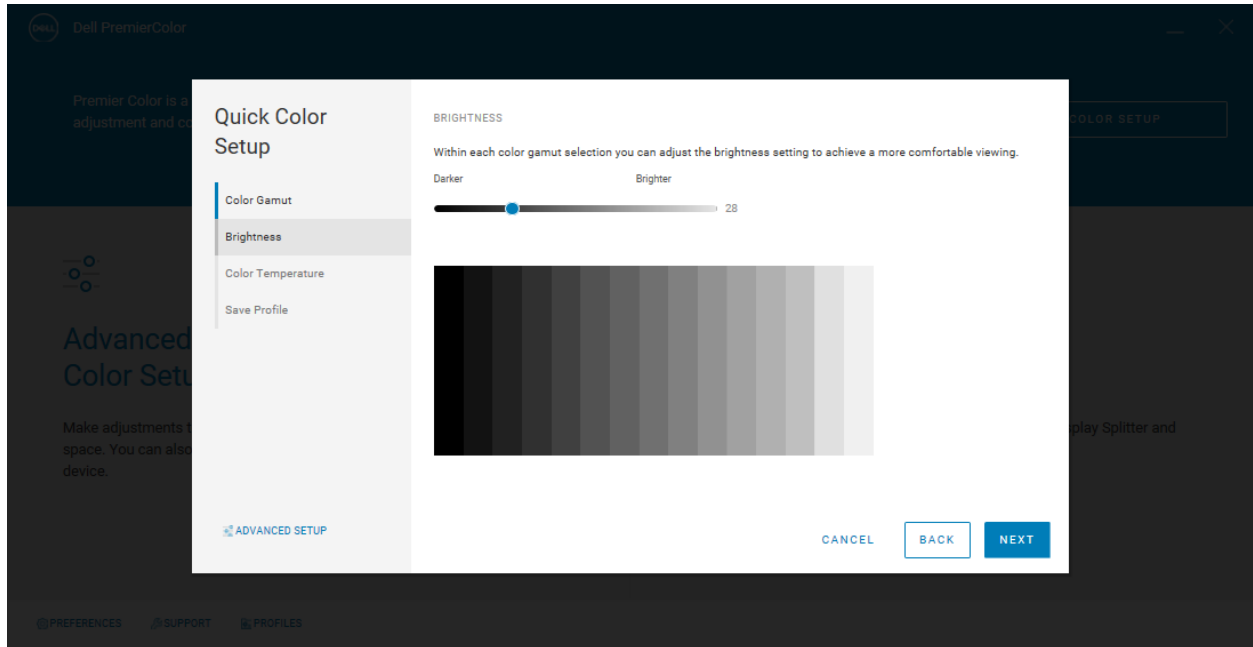 DELL
Dell PremierColor
Premier Color is a
adjustment and co
COLOR SETUP
Quick Color
Setup
Color Gamut
Brightness
Color Temperature
Save Profile
ADVANCED SETUP
BRIGHTNESS
Within each color gamut selection you can adjust the brightness setting to achieve a more comfortable viewing.
Darker
Brighter
28
CANCEL
BACK
NEXT
Advanced
Color Setu
Make adjustments t
space. You can also
device.
splay Splitter and
PREFERENCES
SUPPORT
PROFILES